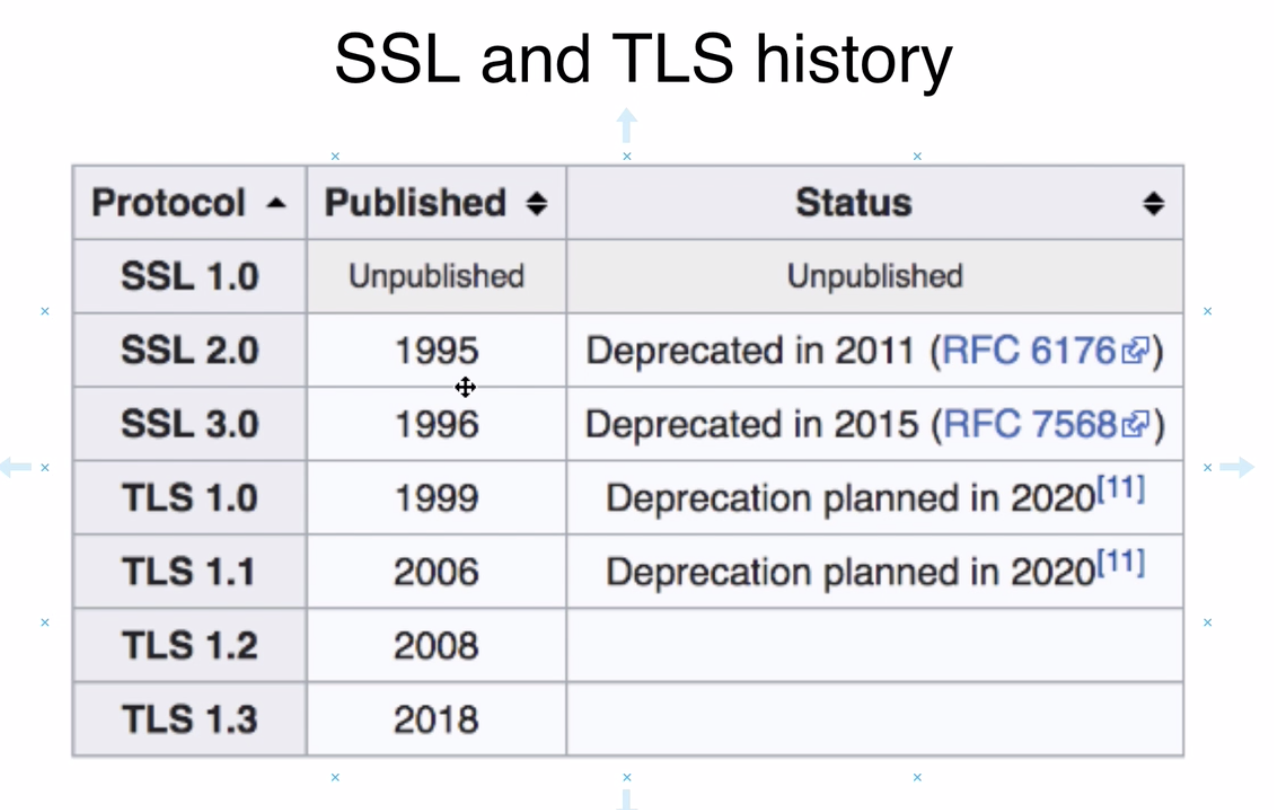 SSL and TLS history
Protocol Published Status
SSL 1.0 Unpublished Unpublished
SSL 2.0 1995 Deprecated in 2011 (RFC 6176)
SSL 3.0 1996 Deprecated in 2015 (RFC 7568)
TLS 1.0 1999 Deprecation planned in 2020[11]
TLS 1.1 2006 Deprecation planned in 2020[11]
TLS 1.2 2008
TLS 1.3 2018